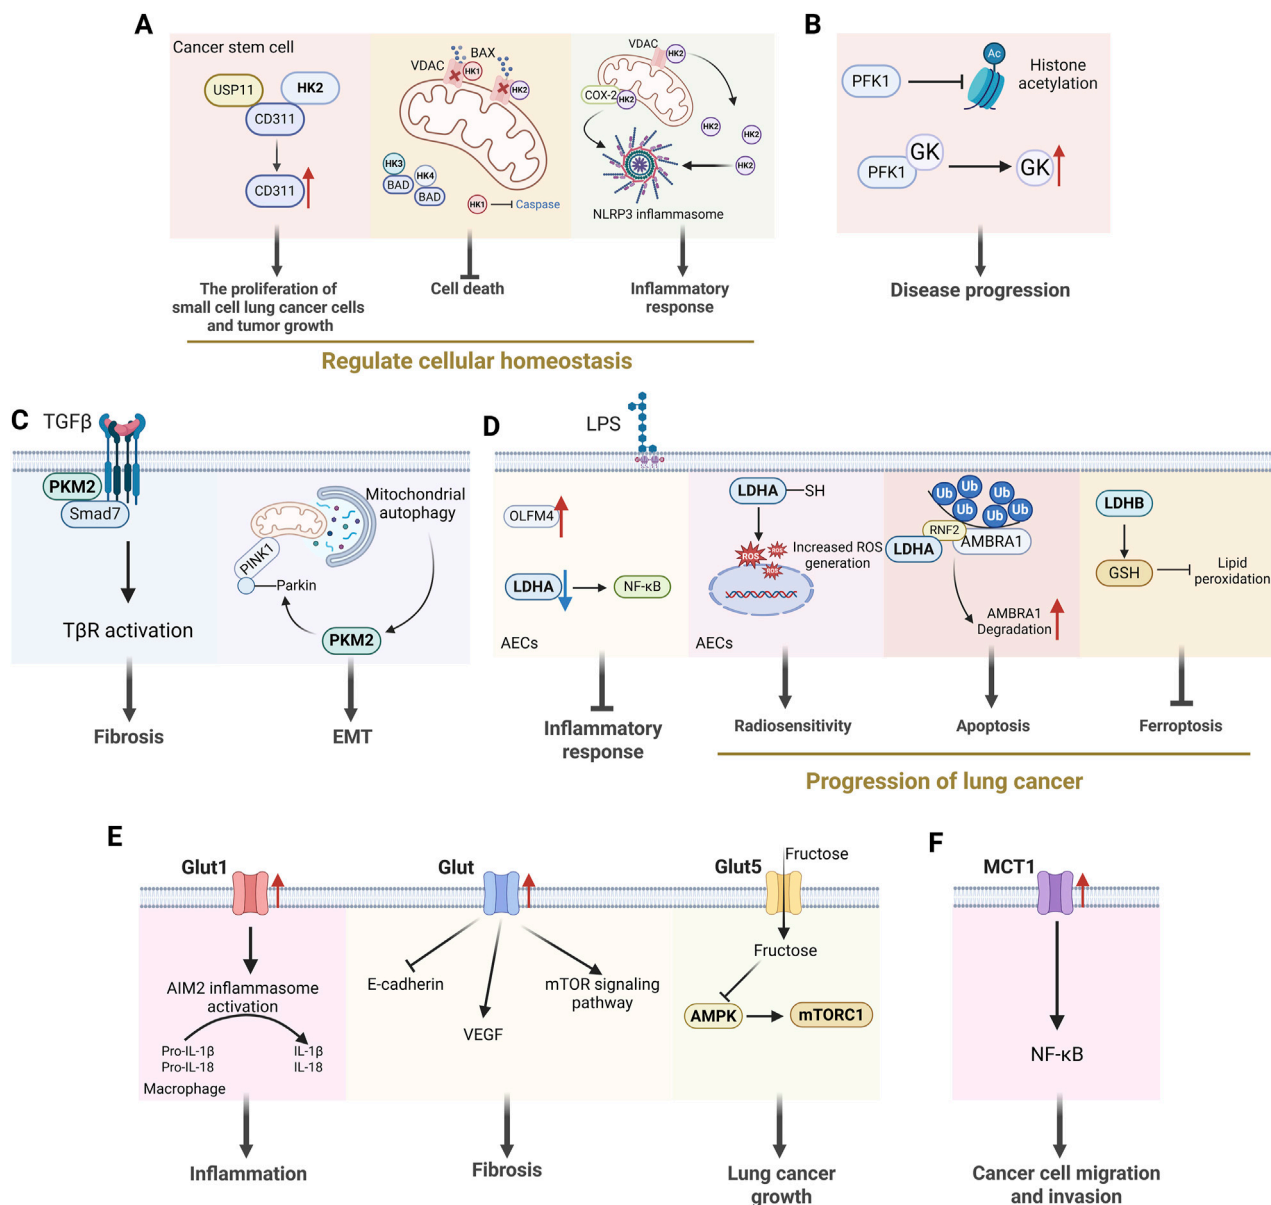 A
Cancer stem cell
USP11
HK2
CD311
CD311
The proliferation of
small cell lung cancer cells
and tumor growth
VDAC
BAX
HK1
HK2
HK3
BAD
HK4
BAD
HK1
Caspase
Cell death
VDAC
HK2
COX-2
HK2
HK2
HK2
HK2
NLRP3 inflammasome
Inflammatory
response
Regulate cellular homeostasis
B
PFK1
Ac
Histone
acetylation
PFK1
GK
GK
Disease progression
C
TGFβ
PKM2
Smad7
TβR activation
Fibrosis
Mitochondrial
autophagy
PINK1
Parkin
PKM2
EMT
D
LPS
OLFM4
LDHA
NF-κB
AECs
Inflammatory
response
LDHA
SH
ROS
ROS
ROS
Increased ROS
generation
AECs
Radiosensitivity
Ub
Ub
Ub
Ub
Ub
Ub
RNF2
LDHA
AMBRA1
AMBRA1
Degradation
Apoptosis
LDHB
GSH
Lipid
peroxidation
Ferroptosis
Progression of lung cancer
E
Glut1
AIM2 inflammasome
activation
Pro-IL-1β
Pro-IL-18
IL-1β
IL-18
Macrophage
Inflammation
Glut
E-cadherin
VEGF
mTOR signaling
pathway
Fibrosis
Glut5
Fructose
Fructose
AMPK
mTORC1
Lung cancer
growth
F
MCT1
NF-κB
Cancer cell migration
and invasion